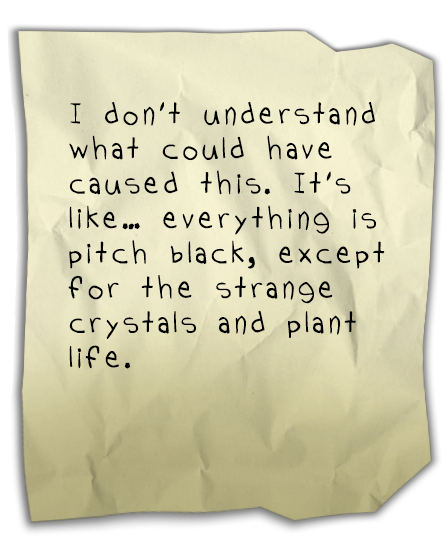 I don't understand
what could have
caused this. It's
like... everything is
pitch black, except
for the strange
crystals and plant
life.